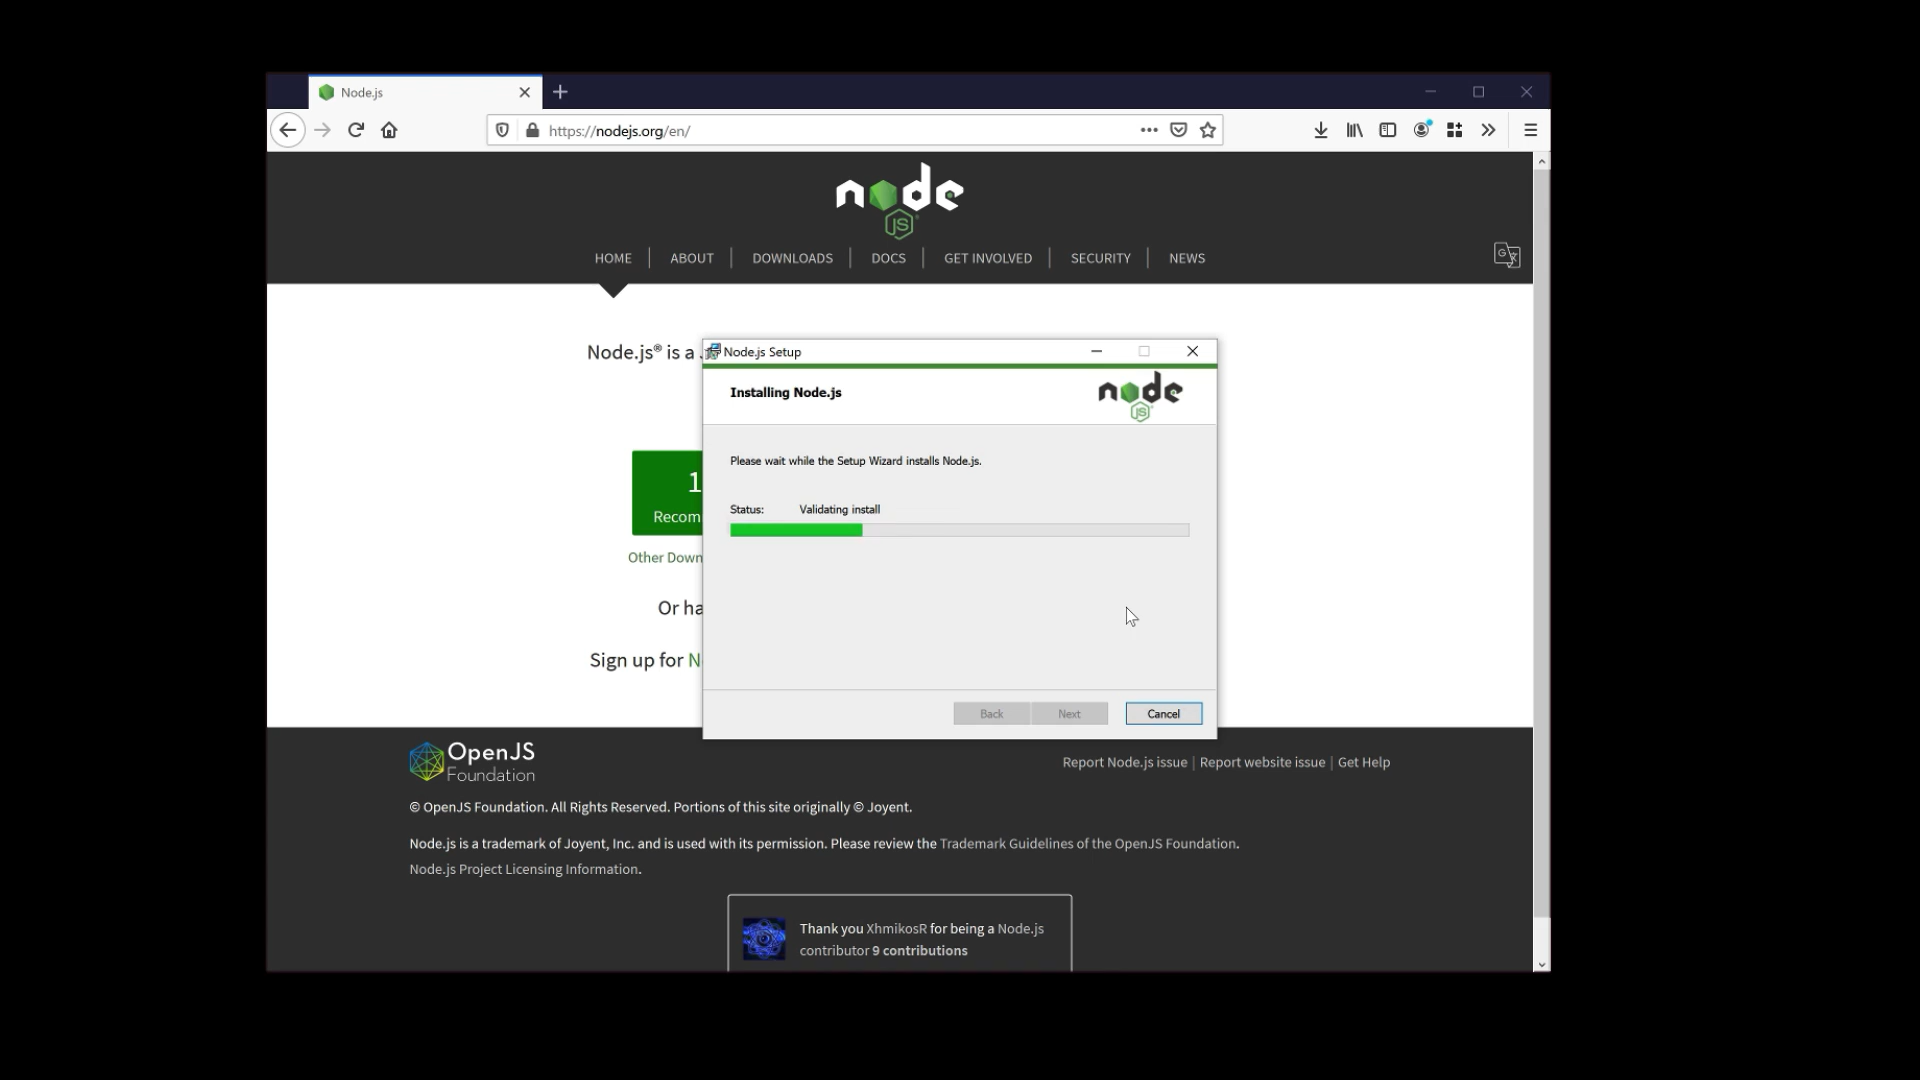 Node.js
https://nodejs.org/en/
node
JS
HOME
ABOUT
DOWNLOADS
DOCS
GET INVOLVED
SECURITY
NEWS
Node.js® is a
Node.js Setup
Installing Node.js
node
JS
Please wait while the Setup Wizard installs Node.js.
Status: Validating install
1
Recom
Other Down
Or ha
Sign up for N
Back
Next
Cancel
OpenJS
Foundation
Report Node.js issue | Report website issue | Get Help
© OpenJS Foundation. All Rights Reserved. Portions of this site originally © Joyent.
Node.js is a trademark of Joyent, Inc. and is used with its permission. Please review the Trademark Guidelines of the OpenJS Foundation.
Node.js Project Licensing Information.
Thank you XhmikosR for being a Node.js
contributor 9 contributions